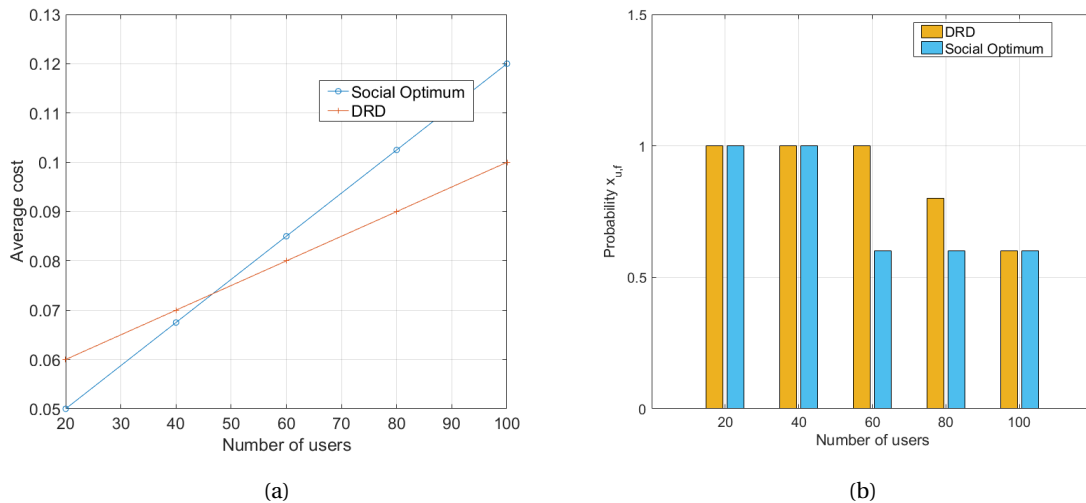 0.13
0.12
0.11
0.1
0.09
0.08
0.07
0.06
0.05
Average cost
Social Optimum
DRD
20 30 40 50 60 70 80 90 100
Number of users
(a)
1.5
1
0.5
0
Probability x_{u,f}
DRD
Social Optimum
20 40 60 80 100
Number of users
(b)